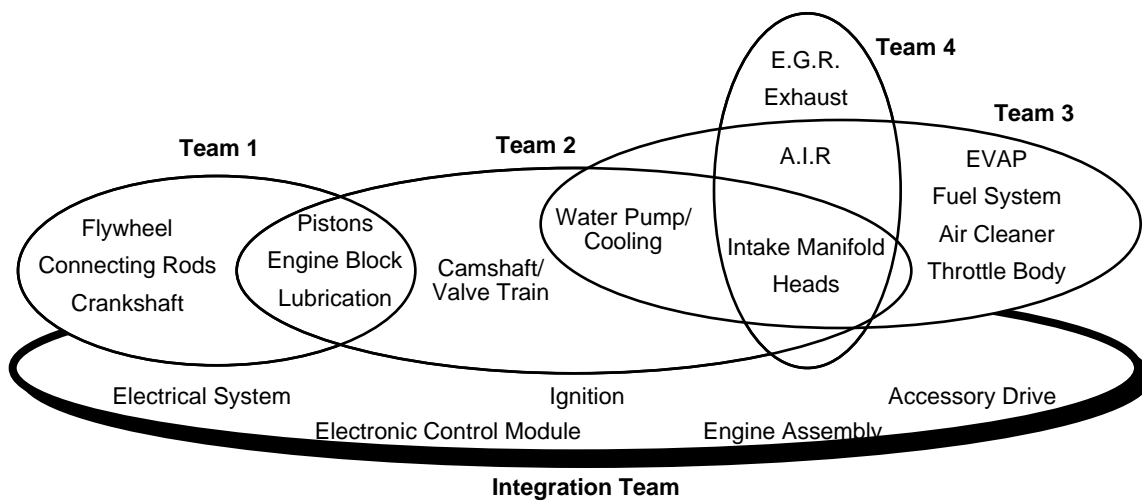 Team 4
E.G.R.
Exhaust
Team 3
Team 1
Team 2
A.I.R
EVAP
Fuel System
Air Cleaner
Throttle Body
Flywheel
Connecting Rods
Crankshaft
Pistons
Engine Block
Lubrication
Camshaft/
Valve Train
Water Pump/
Cooling
Intake Manifold
Heads
Electrical System
Ignition
Accessory Drive
Electronic Control Module
Engine Assembly
Integration Team